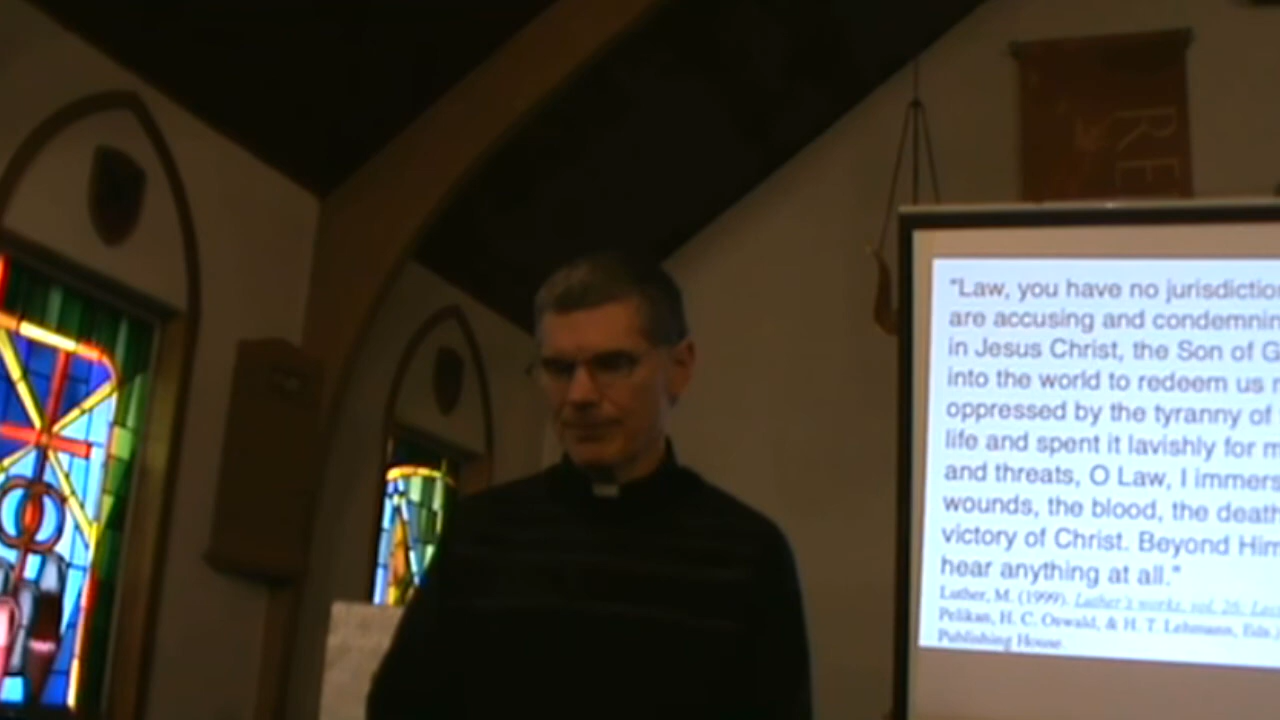 RE
"Law, you have no jurisdiction
are accusing and condemnin
in Jesus Christ, the Son of G
into the world to redeem us
oppressed by the tyranny of
life and spent it lavishly for m
and threats, O Law, I immers
wounds, the blood, the death
victory of Christ. Beyond Him
hear anything at all."
Luther, M. (1999). Luther's works, vol. 26: Lec
Pelikan, H. C. Oswald, & H. T. Lehmann, Eds.
Publishing House.